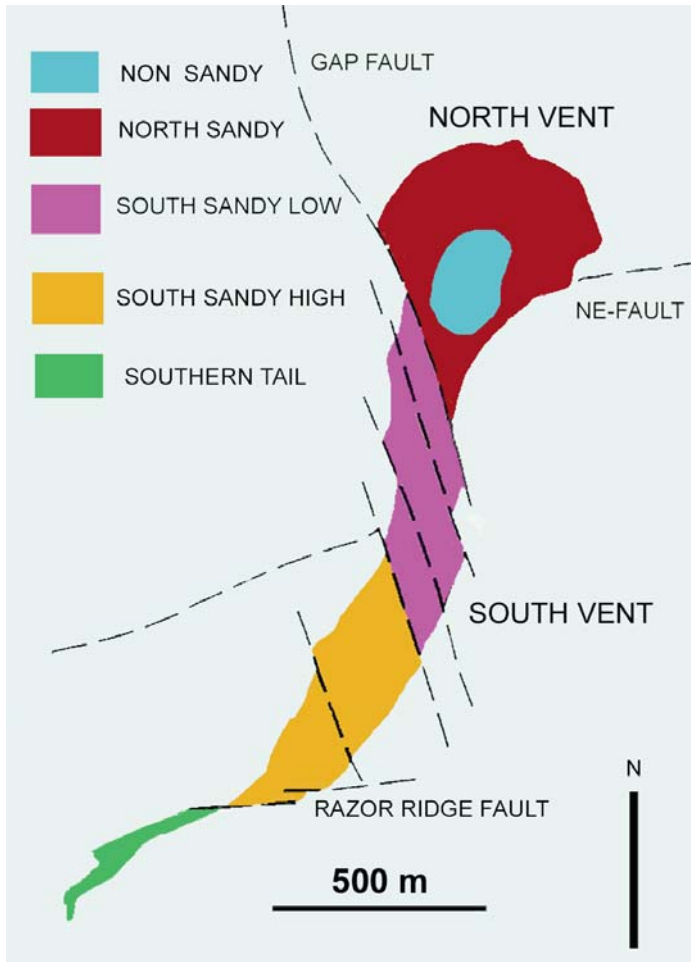 GAP FAULT
NON SANDY
NORTH VENT
NORTH SANDY
SOUTH SANDY LOW
SOUTH SANDY HIGH
NE-FAULT
SOUTHERN TAIL
SOUTH VENT
N
RAZOR RIDGE FAULT
500 m